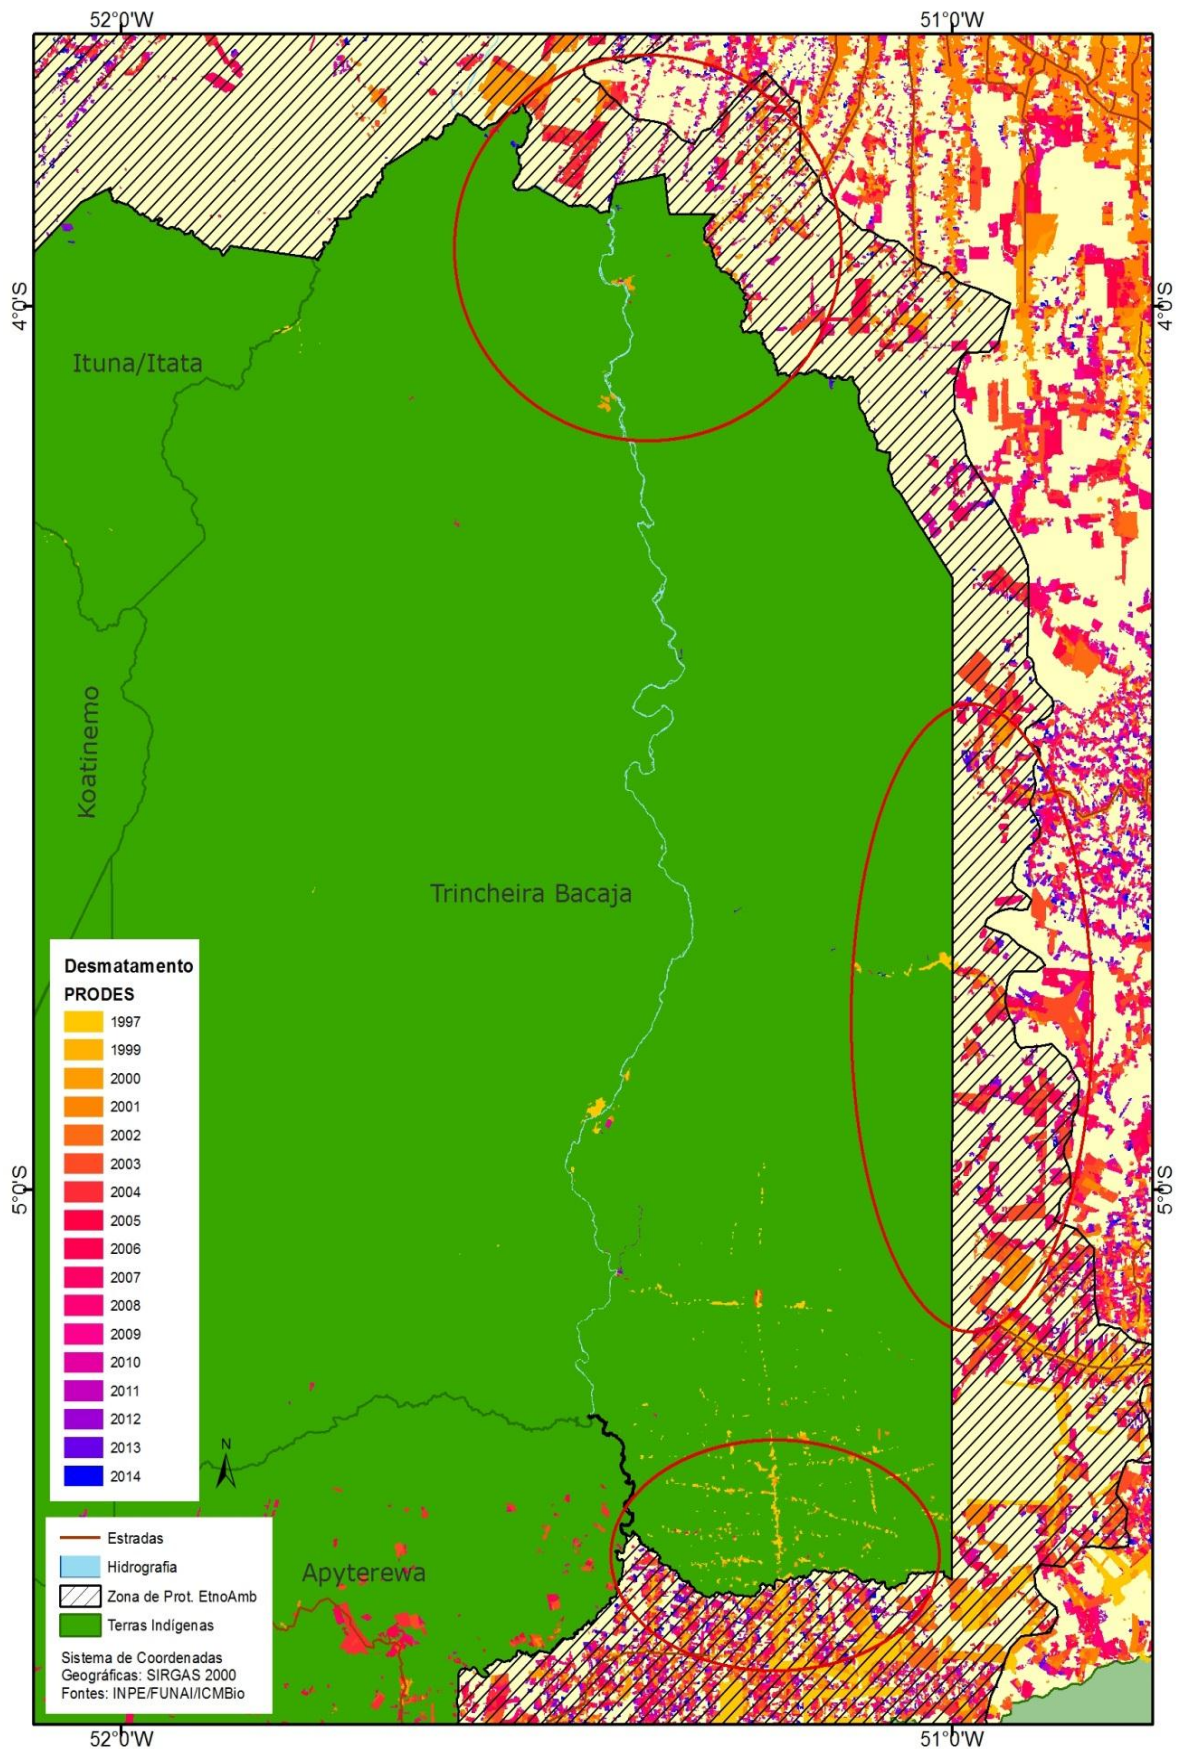 52°0'W
51°0'W
4°0'S
4°0'S
Ituna/Itata
Koatinemo
Trincheira Bacaja
Desmatamento
PRODES
1997
1999
2000
2001
2002
2003
2004
2005
2006
2007
2008
2009
2010
2011
2012
2013
2014
5°0'S
5°0'S
N
Apyterewa
Estradas
Hidrografia
Zona de Prot. EtnoAmb
Terras Indígenas
Sistema de Coordenadas
Geográficas: SIRGAS 2000
Fontes: INPE/FUNAI/ICMBio
52°0'W
51°0'W